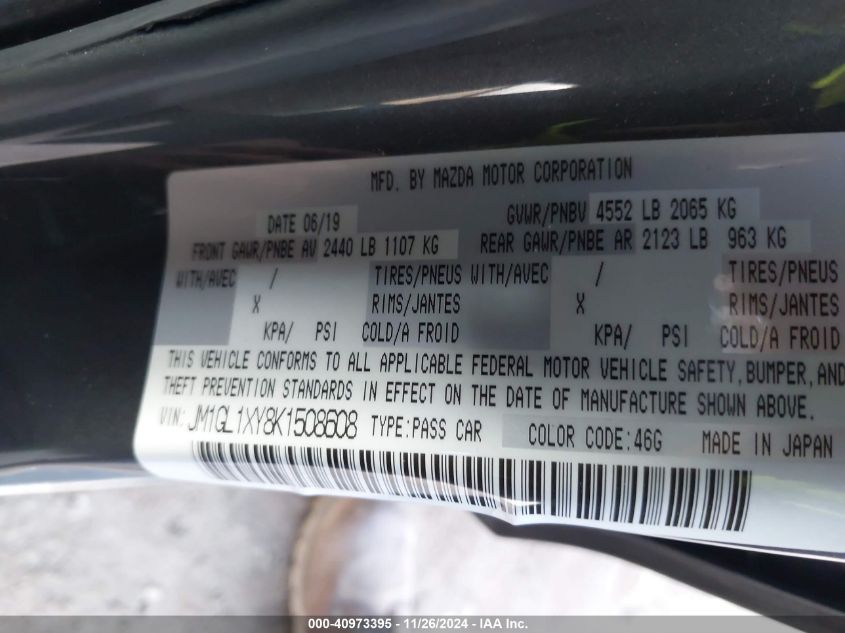 MFD. BY MAZDA MOTOR CORPORATION
DATE 06/19 GVWR/PNBV 4552 LB 2065 KG
FRONT GAWR/PNBE AV 2440 LB 1107 KG REAR GAWR/PNBE AR 2123 LB 963 KG
WITH/AVEC / TIRES/PNEUS WITH/AVEC / TIRES/PNEUS
X RIMS/JANTES X RIMS/JANTES
KPA/ PSI COLD/A FROID KPA/ PSI COLD/A FROID
THIS VEHICLE CONFORMS TO ALL APPLICABLE FEDERAL MOTOR VEHICLE SAFETY, BUMPER, AND
THEFT PREVENTION STANDARDS IN EFFECT ON THE DATE OF MANUFACTURE SHOWN ABOVE.
VIN: JM1GL1XY8K1508608 TYPE:PASS CAR COLOR CODE:46G MADE IN JAPAN
000-40973395 - 11/26/2024 - IAA Inc.